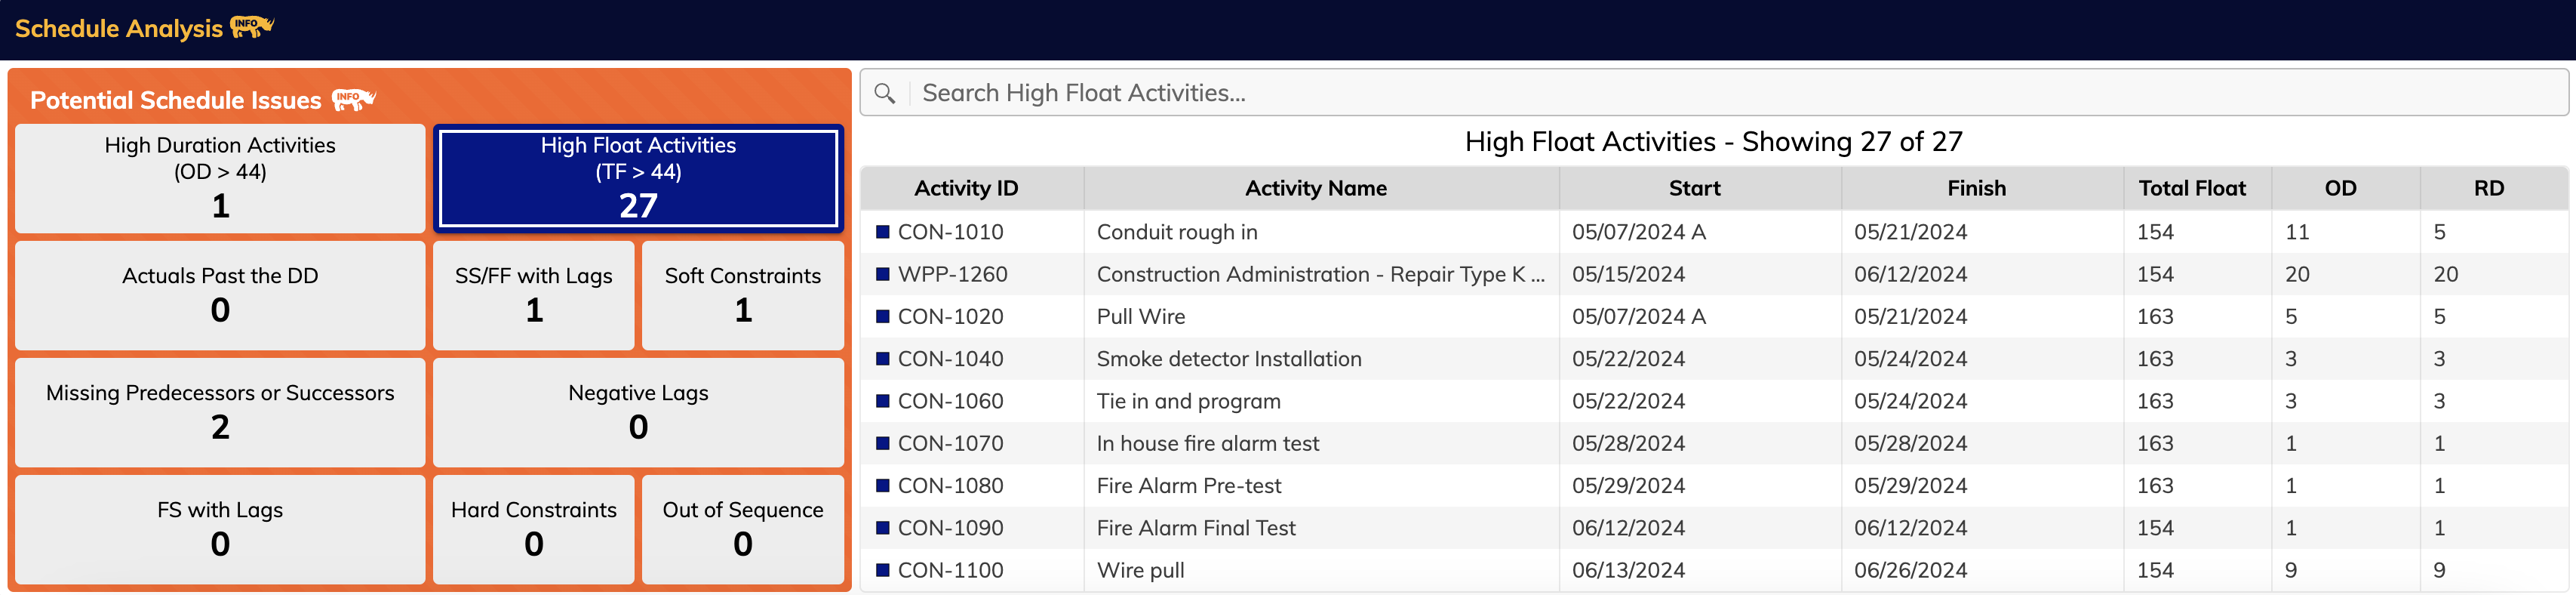 Schedule Analysis INFO
Potential Schedule Issues INFO
High Duration Activities
(OD > 44)
1
High Float Activities
(TF > 44)
27
Actuals Past the DD
0
SS/FF with Lags
1
Soft Constraints
1
Missing Predecessors or Successors
2
Negative Lags
0
FS with Lags
0
Hard Constraints
0
Out of Sequence
0
Search High Float Activities...
High Float Activities - Showing 27 of 27
Activity ID Activity Name Start Finish Total Float OD RD
CON-1010 Conduit rough in 05/07/2024 A 05/21/2024 154 11 5
WPP-1260 Construction Administration - Repair Type K ... 05/15/2024 06/12/2024 154 20 20
CON-1020 Pull Wire 05/07/2024 A 05/21/2024 163 5 5
CON-1040 Smoke detector Installation 05/22/2024 05/24/2024 163 3 3
CON-1060 Tie in and program 05/22/2024 05/24/2024 163 3 3
CON-1070 In house fire alarm test 05/28/2024 05/28/2024 163 1 1
CON-1080 Fire Alarm Pre-test 05/29/2024 05/29/2024 163 1 1
CON-1090 Fire Alarm Final Test 06/12/2024 06/12/2024 154 1 1
CON-1100 Wire pull 06/13/2024 06/26/2024 154 9 9